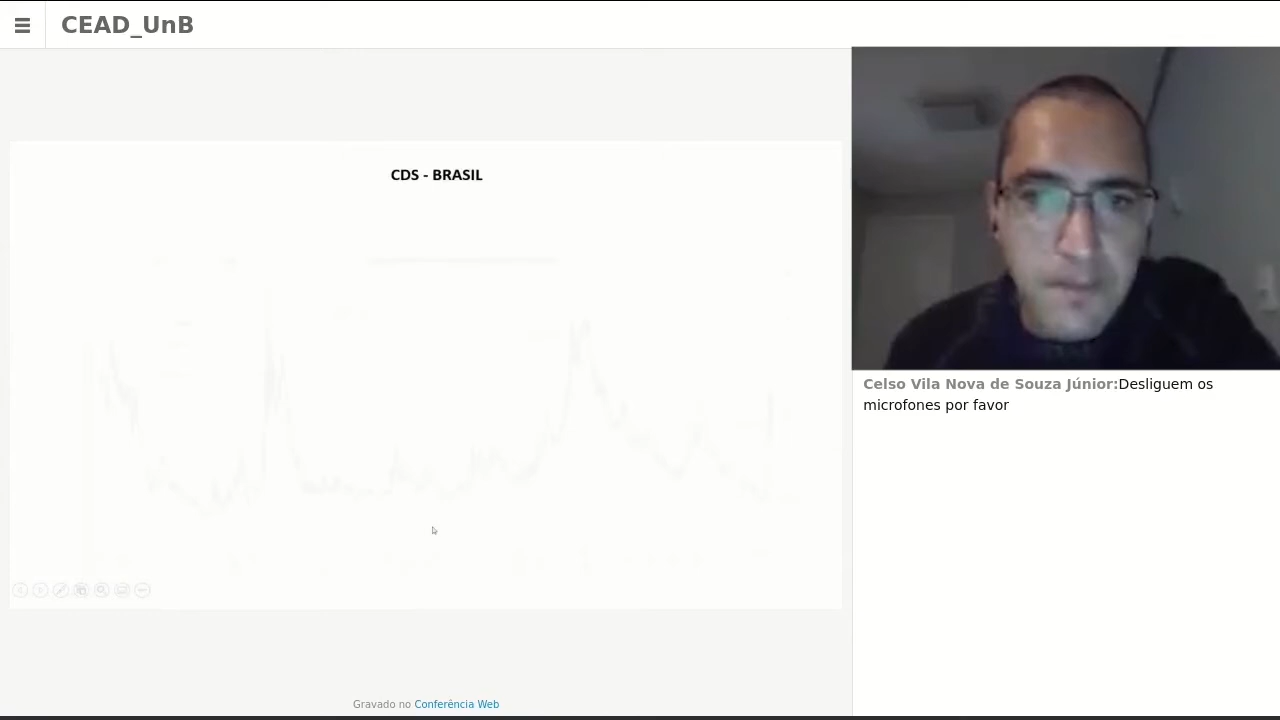 CEAD_UnB
CDS - BRASIL
Celso Vila Nova de Souza Júnior:Desliguem os
microfones por favor
Gravado no Conferência Web